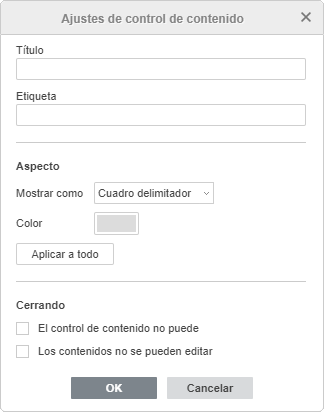 Ajustes de control de contenido
Título
Etiqueta
Aspecto
Mostrar como Cuadro delimitador
Color
Aplicar a todo
Cerrando
El control de contenido no puede
Los contenidos no se pueden editar
OK Cancelar